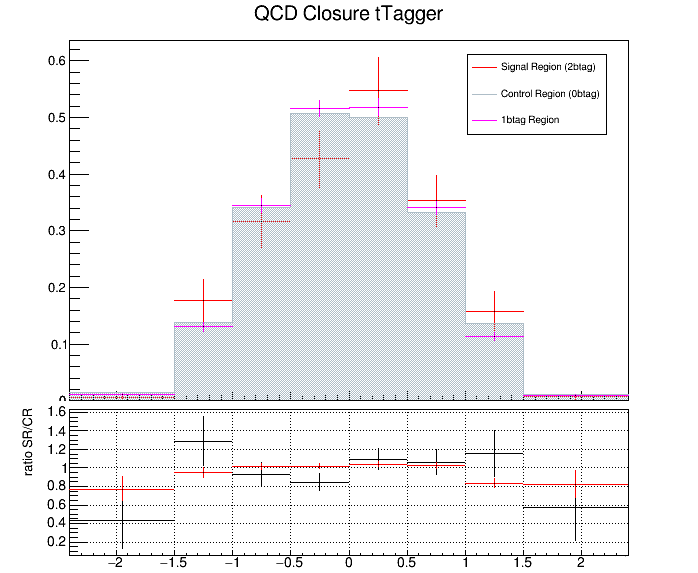 QCD Closure tTagger
0.6
0.5
0.4
0.3
0.2
0.1
0
Signal Region (2btag)
Control Region (0btag)
1btag Region
ratio SR/CR
1.6
1.4
1.2
1
0.8
0.6
0.4
0.2
−2 −1.5 −1 −0.5 0 0.5 1 1.5 2